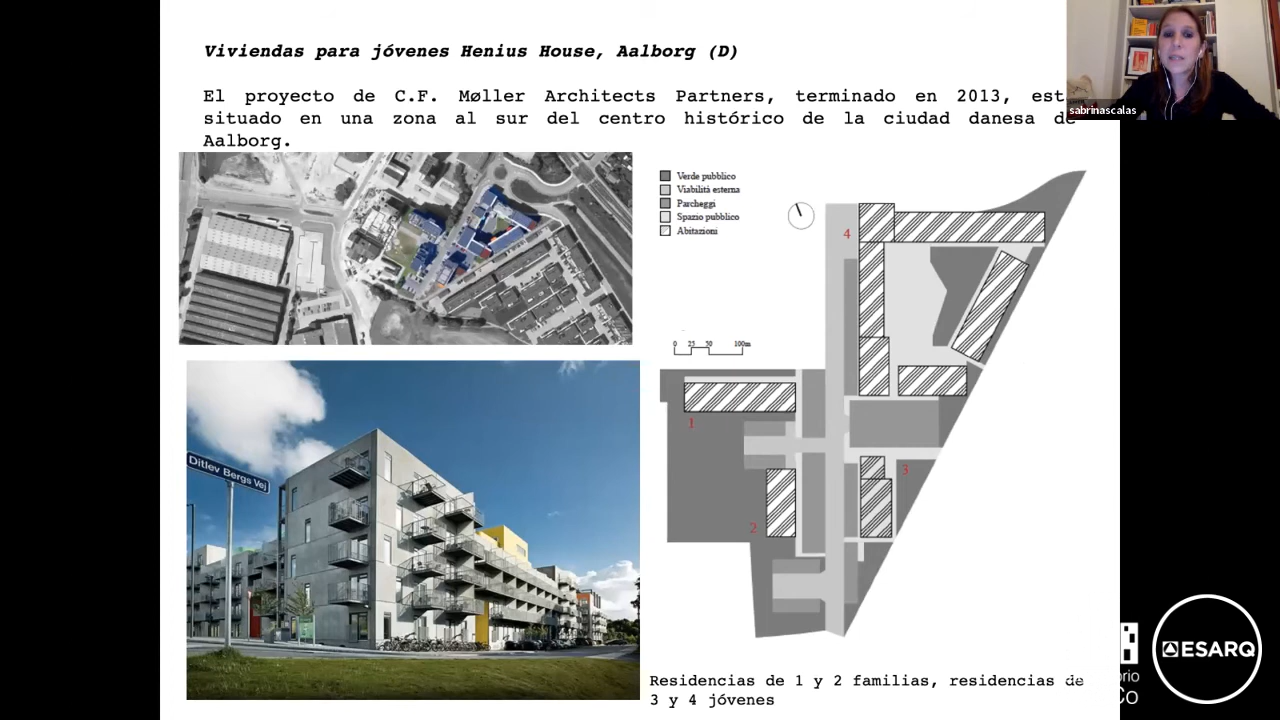 Viviendas para jóvenes Henius House, Aalborg (D)
sabrinascalas
El proyecto de C.F. Møller Architects Partners, terminado en 2013, est
situado en una zona al sur del centro histórico de la ciudad danesa de
Aalborg.
Verde pubblico
Viabilità esterna
Parcheggi
Spazio pubblico
Abitazioni
4
0 25 50 100m
1
3
2
Ditlev Bergs Vej
ESARQ
Residencias de 1 y 2 familias, residencias de
3 y 4 jóvenes